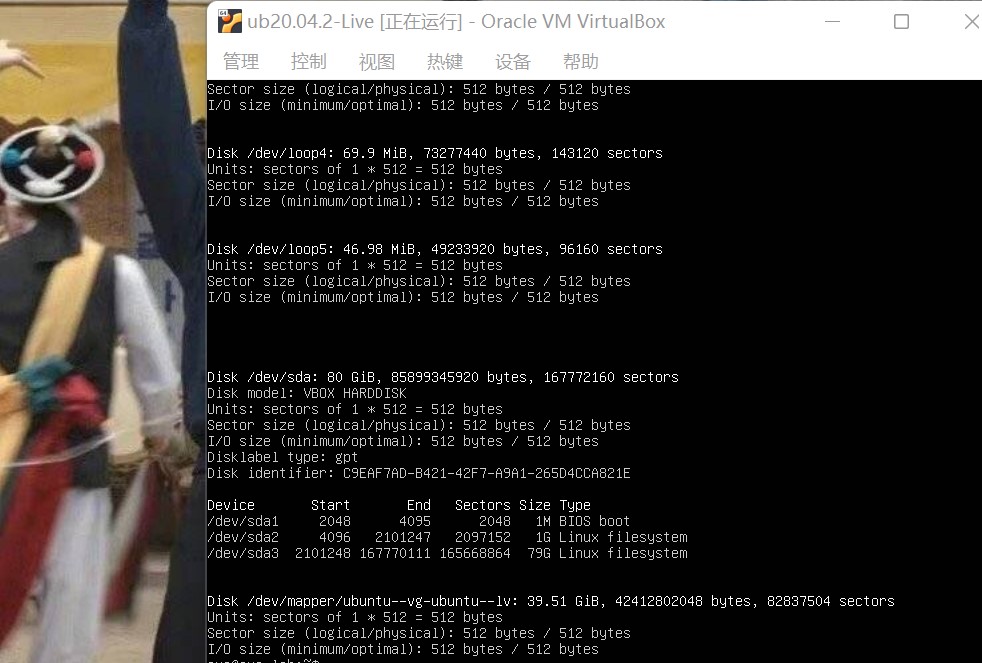 64
ub20.04.2-Live [正在运行] - Oracle VM VirtualBox
管理 控制 视图 热键 设备 帮助
Sector size (logical/physical): 512 bytes / 512 bytes
I/O size (minimum/optimal): 512 bytes / 512 bytes
Disk /dev/loop4: 69.9 MiB, 73277440 bytes, 143120 sectors
Units: sectors of 1 * 512 = 512 bytes
Sector size (logical/physical): 512 bytes / 512 bytes
I/O size (minimum/optimal): 512 bytes / 512 bytes
Disk /dev/loop5: 46.98 MiB, 49233920 bytes, 96160 sectors
Units: sectors of 1 * 512 = 512 bytes
Sector size (logical/physical): 512 bytes / 512 bytes
I/O size (minimum/optimal): 512 bytes / 512 bytes
Disk /dev/sda: 80 GiB, 85899345920 bytes, 167772160 sectors
Disk model: VBOX HARDDISK
Units: sectors of 1 * 512 = 512 bytes
Sector size (logical/physical): 512 bytes / 512 bytes
I/O size (minimum/optimal): 512 bytes / 512 bytes
Disklabel type: gpt
Disk identifier: C9EAF7AD-B421-42F7-A9A1-265D4CCA821E
Device Start End Sectors Size Type
/dev/sda1 2048 4095 2048 1M BIOS boot
/dev/sda2 4096 2101247 2097152 1G Linux filesystem
/dev/sda3 2101248 167770111 165668864 79G Linux filesystem
Disk /dev/mapper/ubuntu--vg-ubuntu--lv: 39.51 GiB, 42412802048 bytes, 82837504 sectors
Units: sectors of 1 * 512 = 512 bytes
Sector size (logical/physical): 512 bytes / 512 bytes
I/O size (minimum/optimal): 512 bytes / 512 bytes